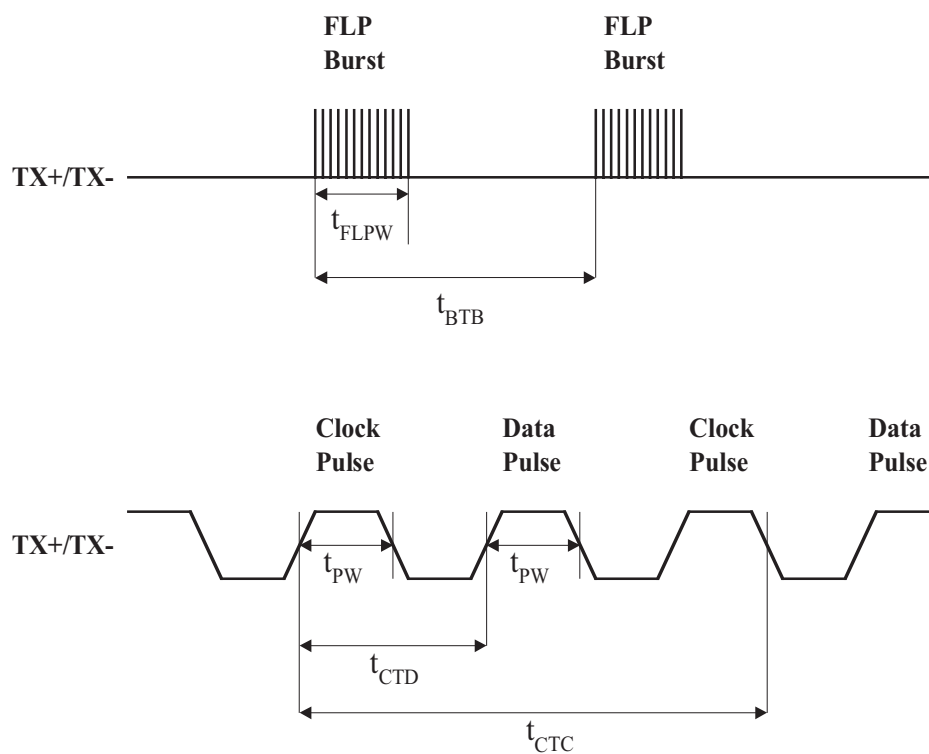 FLP
Burst
FLP
Burst
TX+/TX-
tFLPW
tBTB
Clock
Pulse
Data
Pulse
Clock
Pulse
Data
Pulse
TX+/TX-
tPW
tPW
tCTD
tCTC